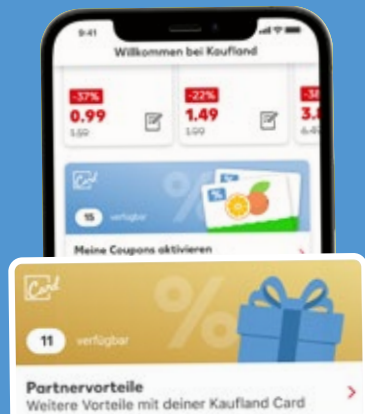 9:41
Willkommen bei Kaufland
-37%
0.99
1.59
-22%
1.49
1.99
Card
15 verfügbar
Meine Coupons aktivieren
Card
11 verfügbar
Partnervorteile
Weitere Vorteile mit deiner Kaufland Card